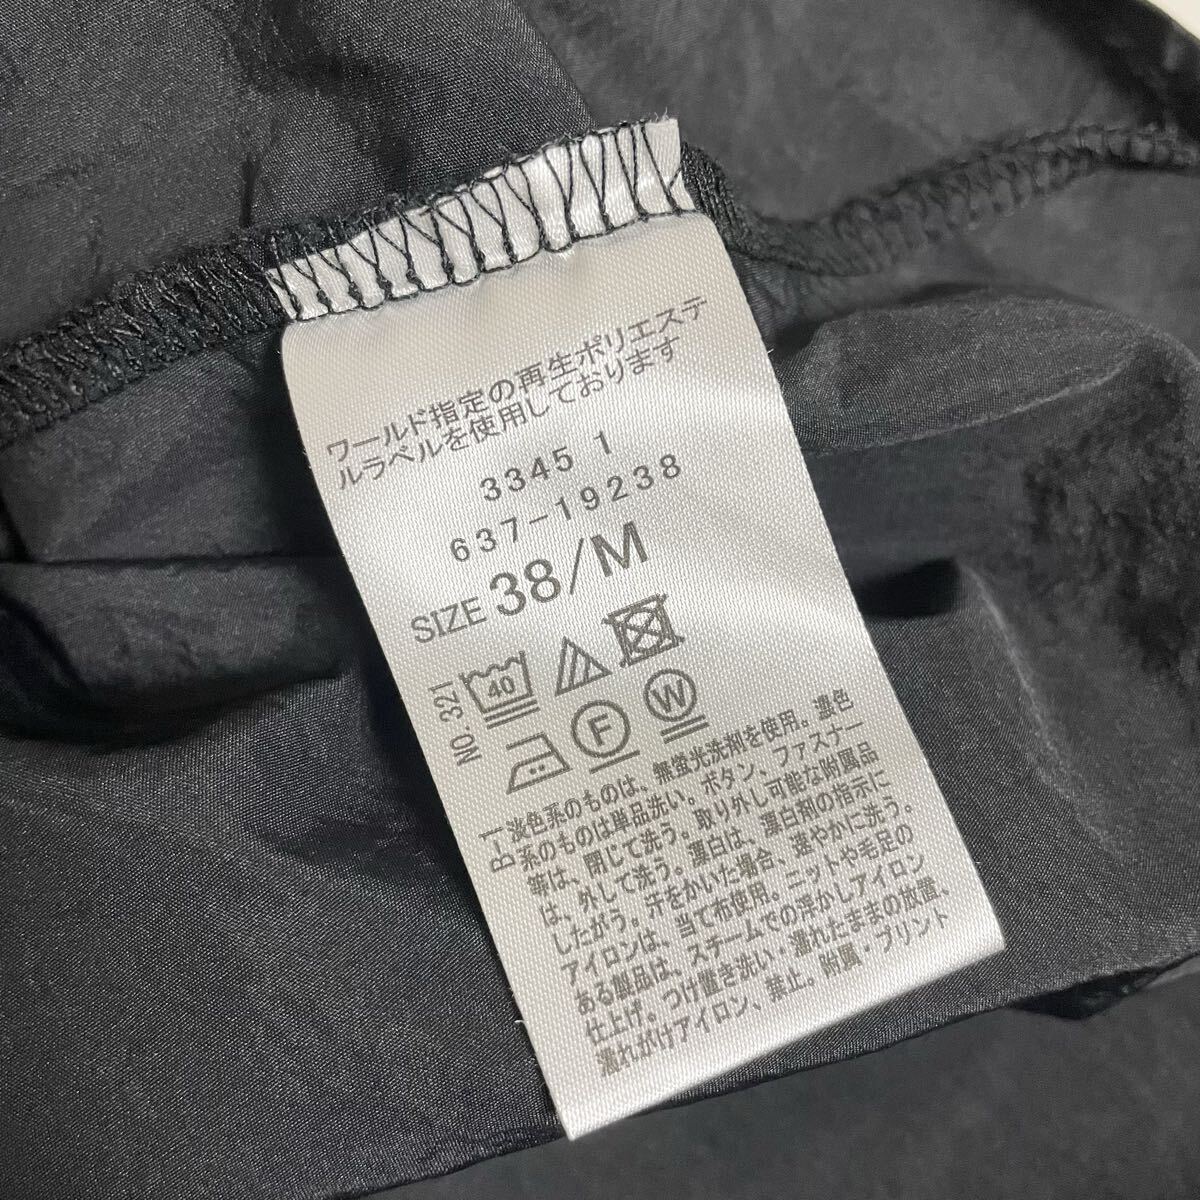 ワールド指定の再生ポリエステ
ルラベルを使用しております
3345 1
637-19238
SIZE 38/M
NO. 321
40
F
W
B-1 淡色系のものは、無蛍光洗剤を使用。濃色
系のものは単品洗い。ボタン、ファスナー
等は、閉じて洗う。取り外し可能な附属品
は、外して洗う。漂白は、漂白剤の指示に
したがう。汗をかいた場合、速やかに洗う。
アイロンは、当て布使用。ニットや毛足の
ある製品は、スチームでの浮かしアイロン
仕上げ。つけ置き洗い・濡れたままの放置、
濡れがけアイロン、禁止。附属・プリント